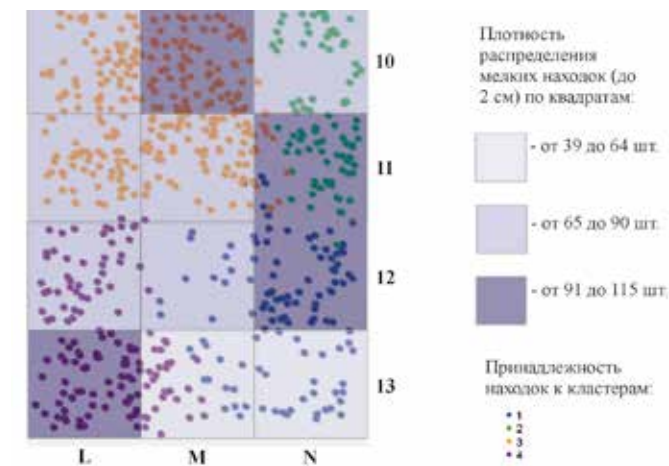 10
11
12
13
L M N
Плотность
распределения
мелких находок (до
2 см) по квадратам:
- от 39 до 64 шт.
- от 65 до 90 шт.
- от 91 до 115 шт.
Принадлежность
находок к кластерам:
1
2
3
4